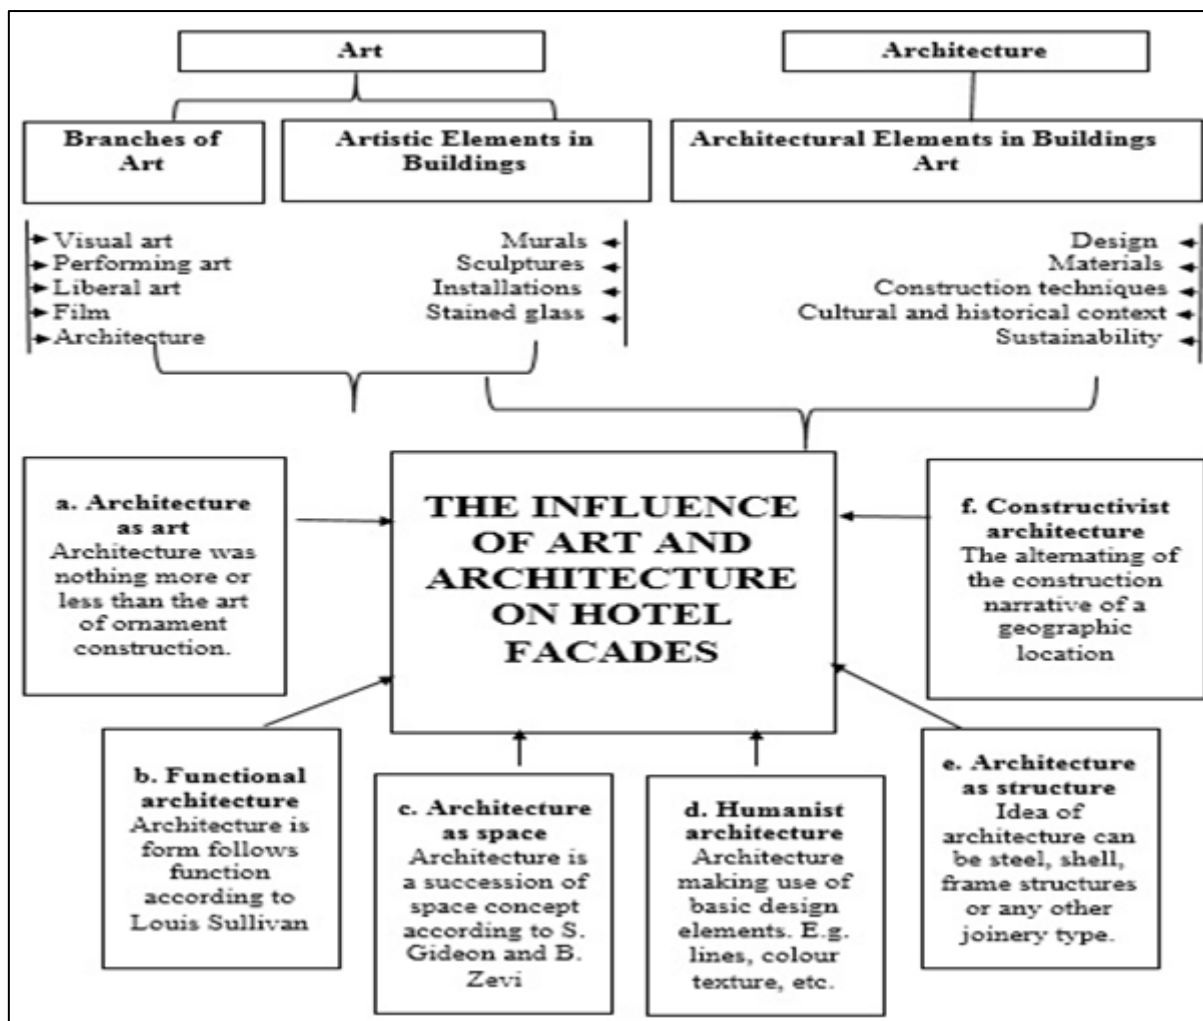 Art
Architecture
Branches of
Art
Artistic Elements in
Buildings
Architectural Elements in Buildings
Art
Visual art
Performing art
Liberal art
Film
Architecture
Murals
Sculptures
Installations
Stained glass
Design
Materials
Construction techniques
Cultural and historical context
Sustainability
a. Architecture
as art
Architecture was
nothing more or
less than the art
of ornament
construction.
THE INFLUENCE
OF ART AND
ARCHITECTURE
ON HOTEL
FACADES
f. Constructivist
architecture
The alternating of
the construction
narrative of a
geographic
location
b. Functional
architecture
Architecture is
form follows
function
according to
Louis Sullivan
c. Architecture
as space
Architecture is
a succession of
space concept
according to S.
Gideon and B.
Zevi
d. Humanist
architecture
Architecture
making use of
basic design
elements. E.g.
lines, colour
texture, etc.
e. Architecture
as structure
Idea of
architecture can
be steel, shell,
frame structures
or any other
joinery type.